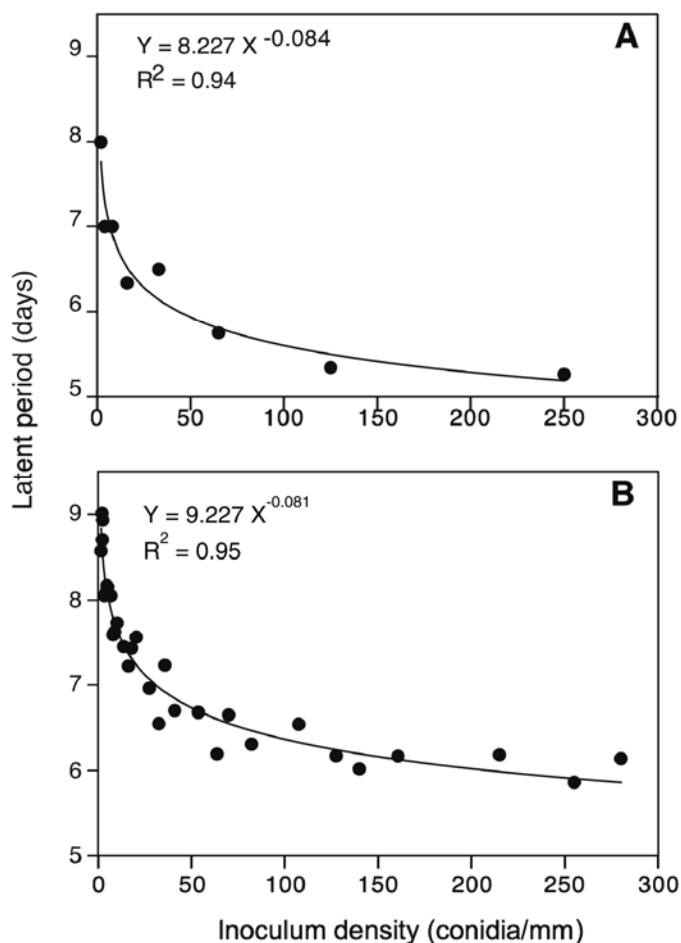 A
Y = 8.227 X^-0.084
R² = 0.94
9
8
7
6
5
0 50 100 150 200 250 300
Latent period (days)
B
Y = 9.227 X^-0.081
R² = 0.95
9
8
7
6
5
0 50 100 150 200 250 300
Inoculum density (conidia/mm)